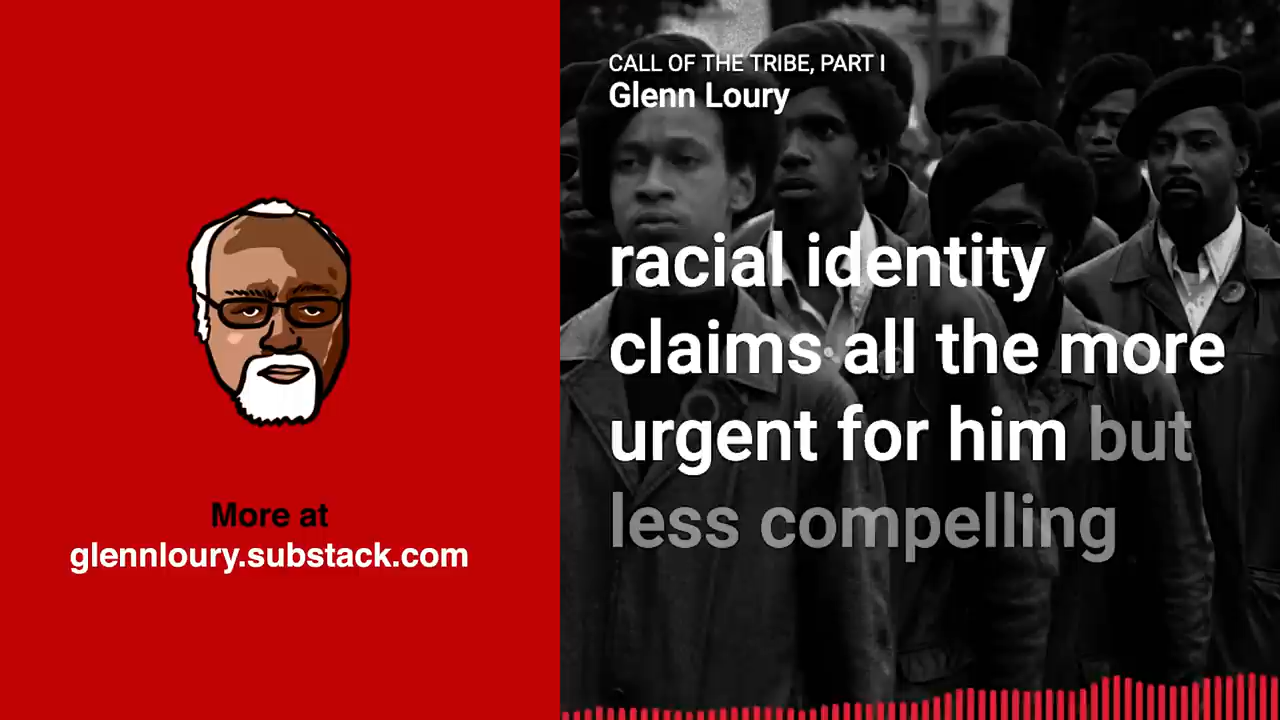 More at
glennloury.substack.com
CALL OF THE TRIBE, PART I
Glenn Loury
racial identity
claims all the more
urgent for him but
less compelling